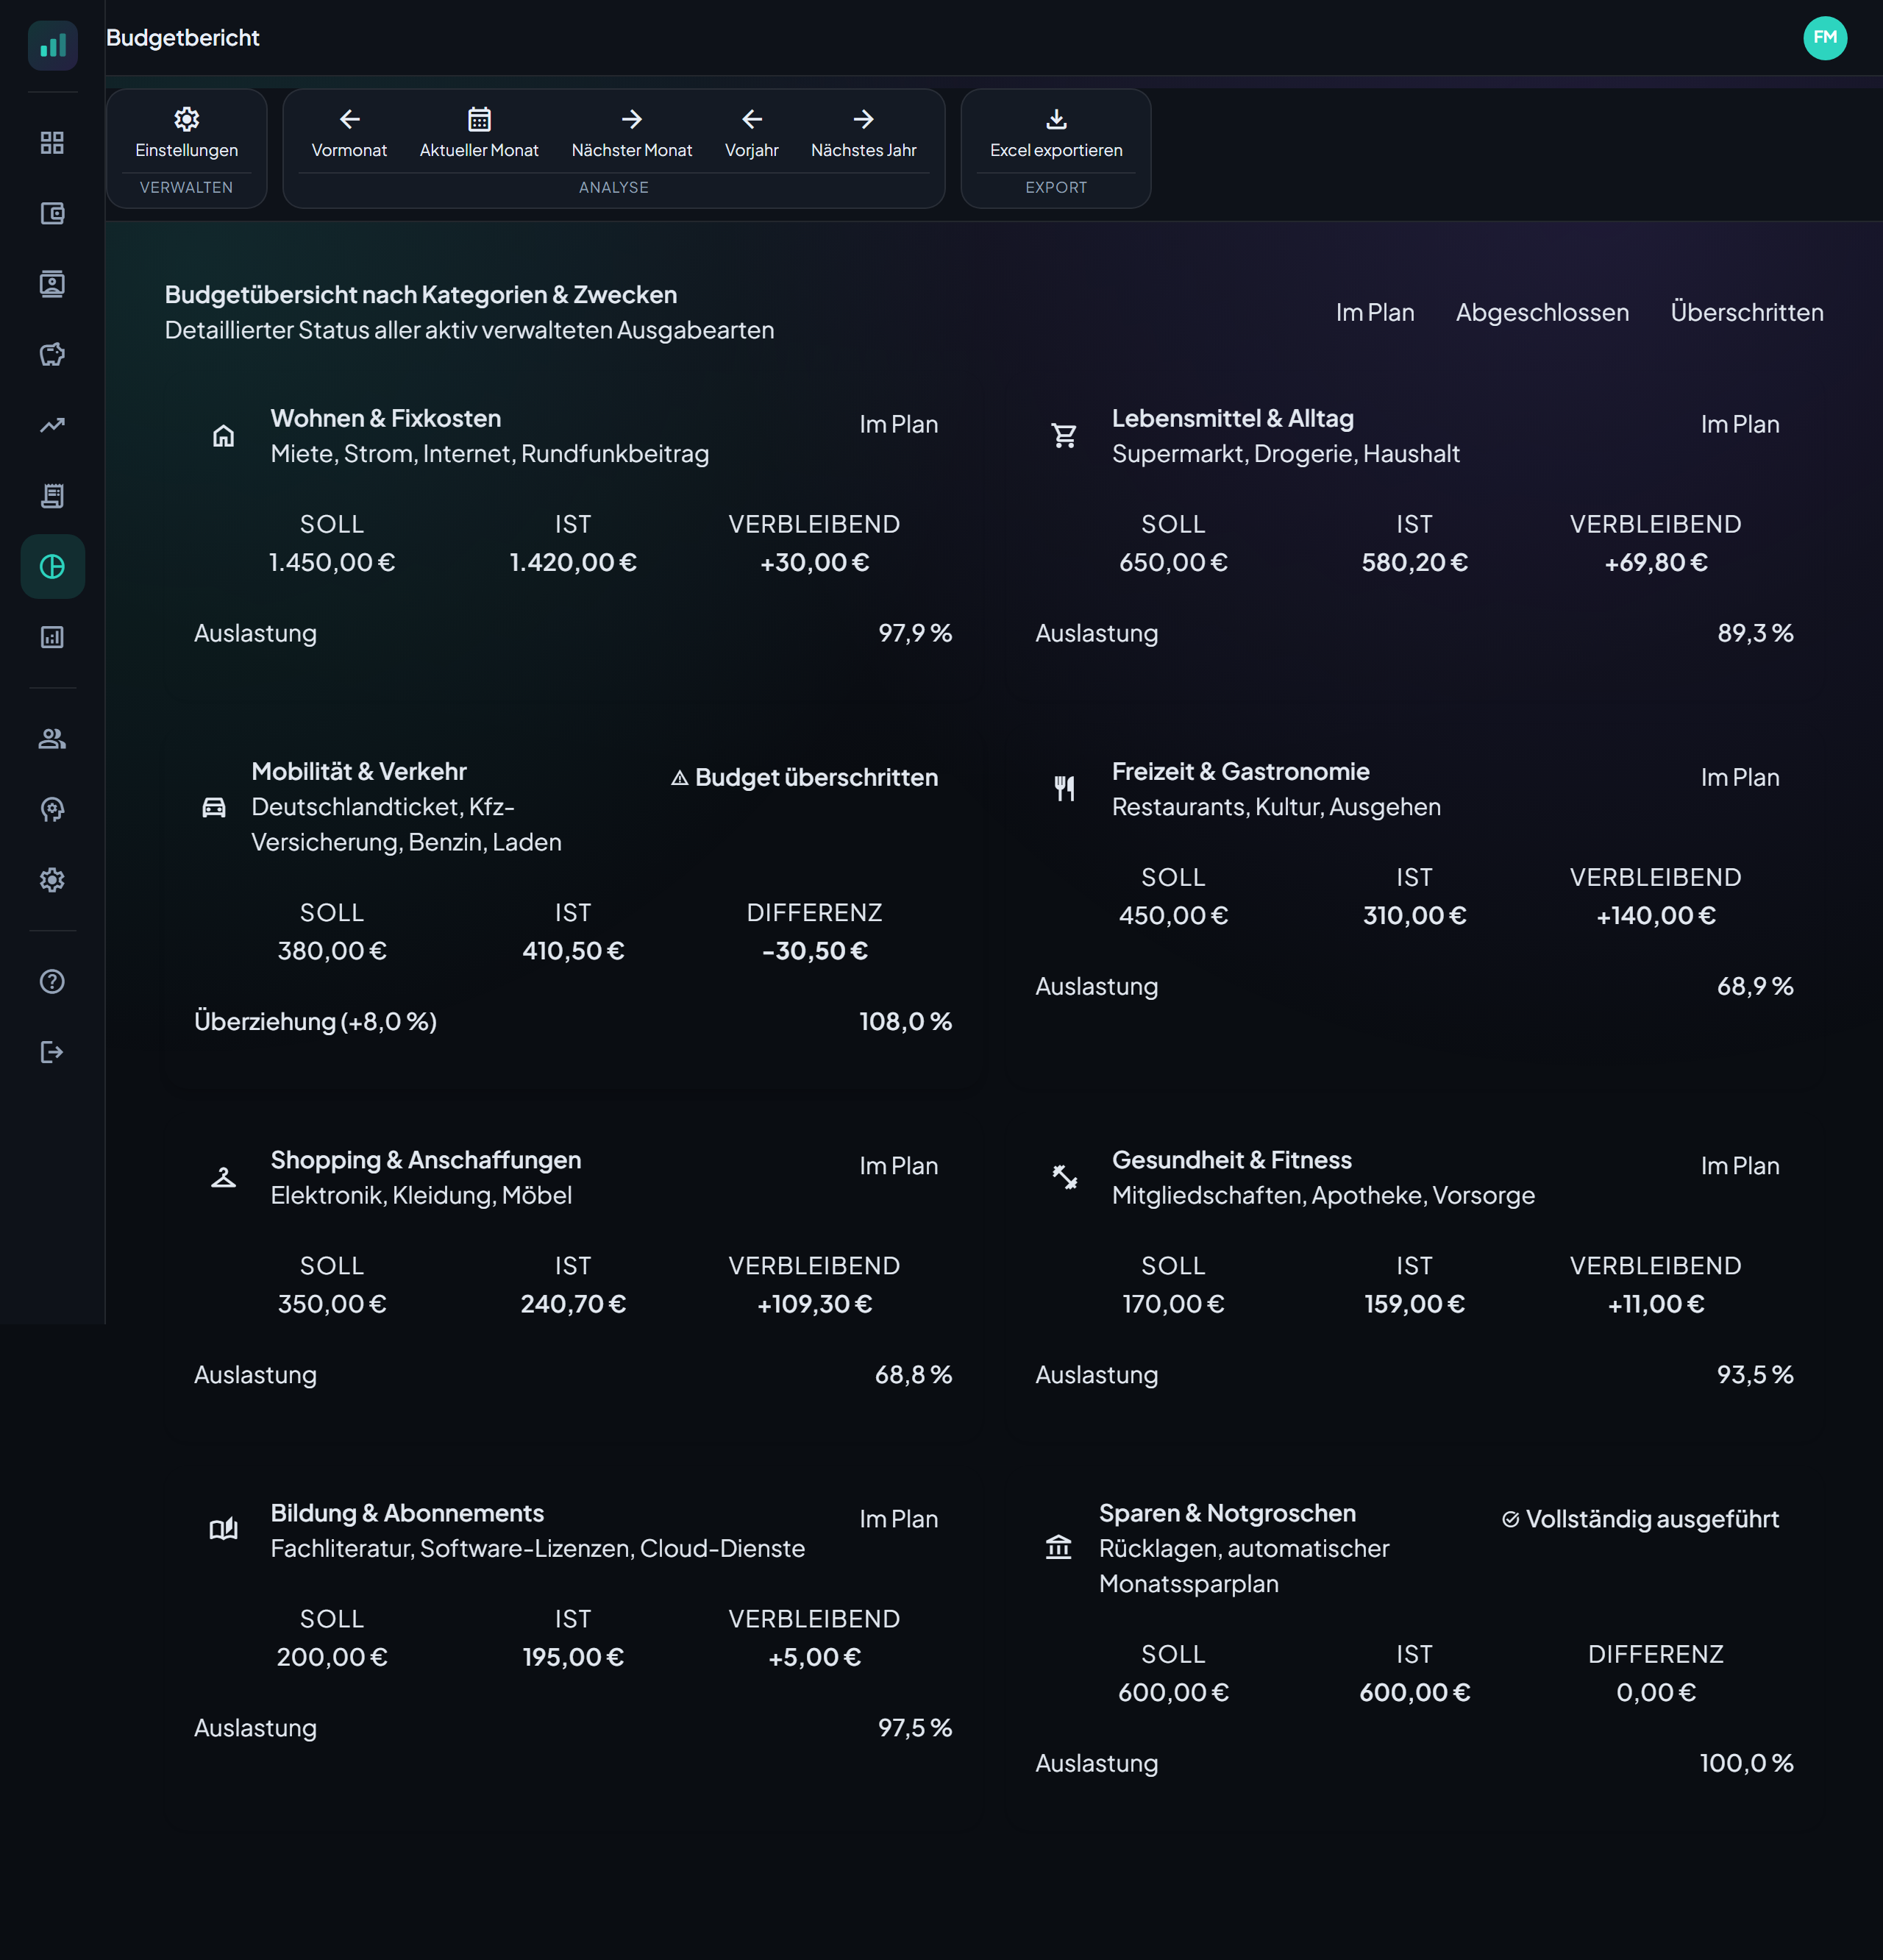 Budgetbericht
FM
Einstellungen
VERWALTEN
Vormonat
Aktueller Monat
Nächster Monat
Vorjahr
Nächstes Jahr
ANALYSE
Excel exportieren
EXPORT
Budgetübersicht nach Kategorien & Zwecken
Detaillierter Status aller aktiv verwalteten Ausgabearten
Im Plan Abgeschlossen Überschritten
Wohnen & Fixkosten
Miete, Strom, Internet, Rundfunkbeitrag
Im Plan
SOLL IST VERBLEIBEND
1.450,00 € 1.420,00 € +30,00 €
Auslastung 97,9 %
Lebensmittel & Alltag
Supermarkt, Drogerie, Haushalt
Im Plan
SOLL IST VERBLEIBEND
650,00 € 580,20 € +69,80 €
Auslastung 89,3 %
Mobilität & Verkehr
Deutschlandticket, Kfz-
Versicherung, Benzin, Laden
Budget überschritten
SOLL IST DIFFERENZ
380,00 € 410,50 € -30,50 €
Überziehung (+8,0 %) 108,0 %
Freizeit & Gastronomie
Restaurants, Kultur, Ausgehen
Im Plan
SOLL IST VERBLEIBEND
450,00 € 310,00 € +140,00 €
Auslastung 68,9 %
Shopping & Anschaffungen
Elektronik, Kleidung, Möbel
Im Plan
SOLL IST VERBLEIBEND
350,00 € 240,70 € +109,30 €
Auslastung 68,8 %
Gesundheit & Fitness
Mitgliedschaften, Apotheke, Vorsorge
Im Plan
SOLL IST VERBLEIBEND
170,00 € 159,00 € +11,00 €
Auslastung 93,5 %
Bildung & Abonnements
Fachliteratur, Software-Lizenzen, Cloud-Dienste
Im Plan
SOLL IST VERBLEIBEND
200,00 € 195,00 € +5,00 €
Auslastung 97,5 %
Sparen & Notgroschen
Rücklagen, automatischer
Monatssparplan
Vollständig ausgeführt
SOLL IST DIFFERENZ
600,00 € 600,00 € 0,00 €
Auslastung 100,0 %